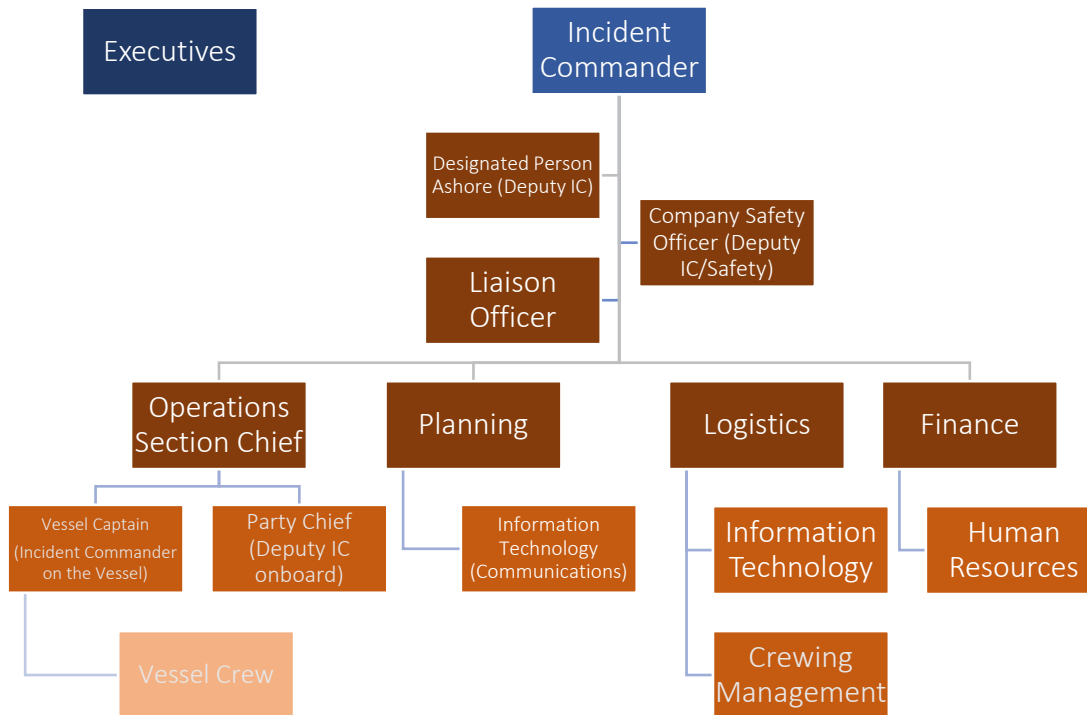 Executives
Incident
Commander
Designated Person
Ashore (Deputy IC)
Company Safety
Officer (Deputy
IC/Safety)
Liaison
Officer
Operations
Section Chief
Planning
Logistics
Finance
Vessel Captain
(Incident Commander
on the Vessel)
Party Chief
(Deputy IC
onboard)
Information
Technology
(Communications)
Information
Technology
Human
Resources
Vessel Crew
Crewing
Management